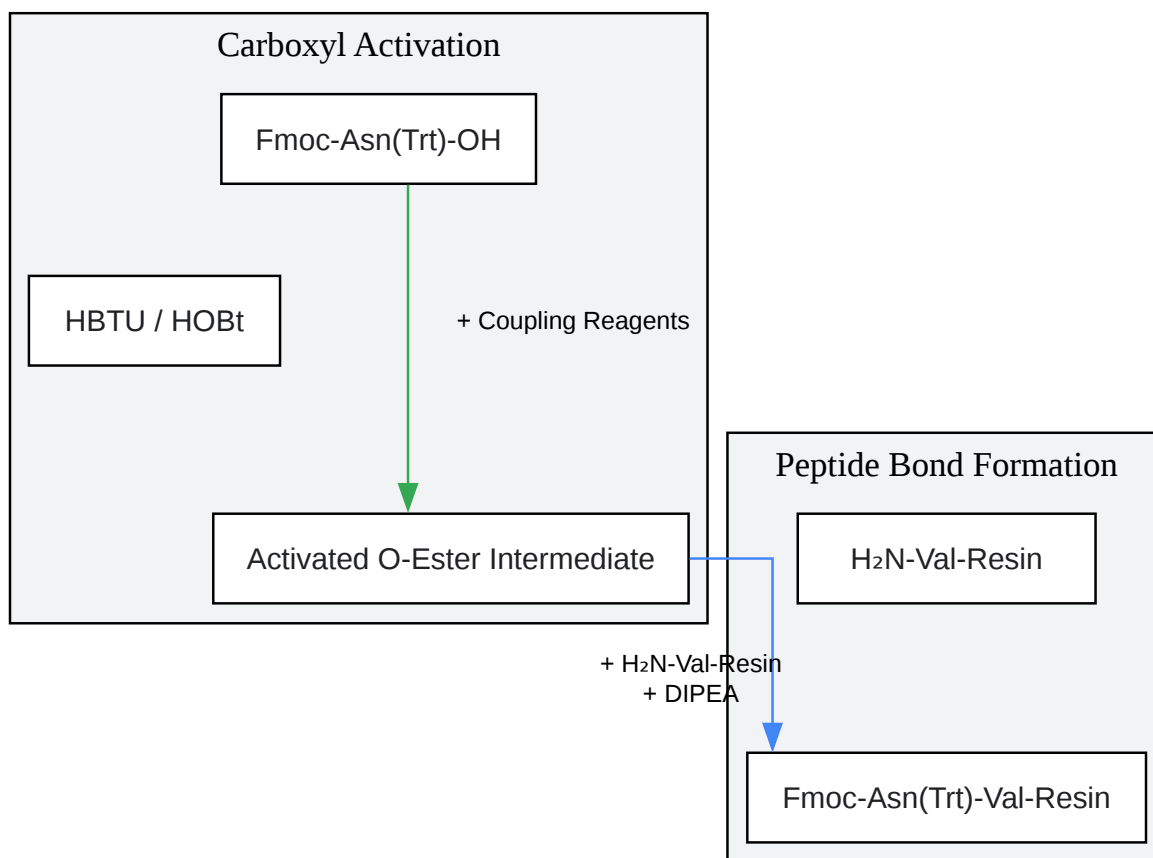 Carboxyl Activation
Fmoc-Asn(Trt)-OH
HBTU / HOBt
+ Coupling Reagents
Activated O-Ester Intermediate
Peptide Bond Formation
H₂N-Val-Resin
+ H₂N-Val-Resin
+ DIPEA
Fmoc-Asn(Trt)-Val-Resin